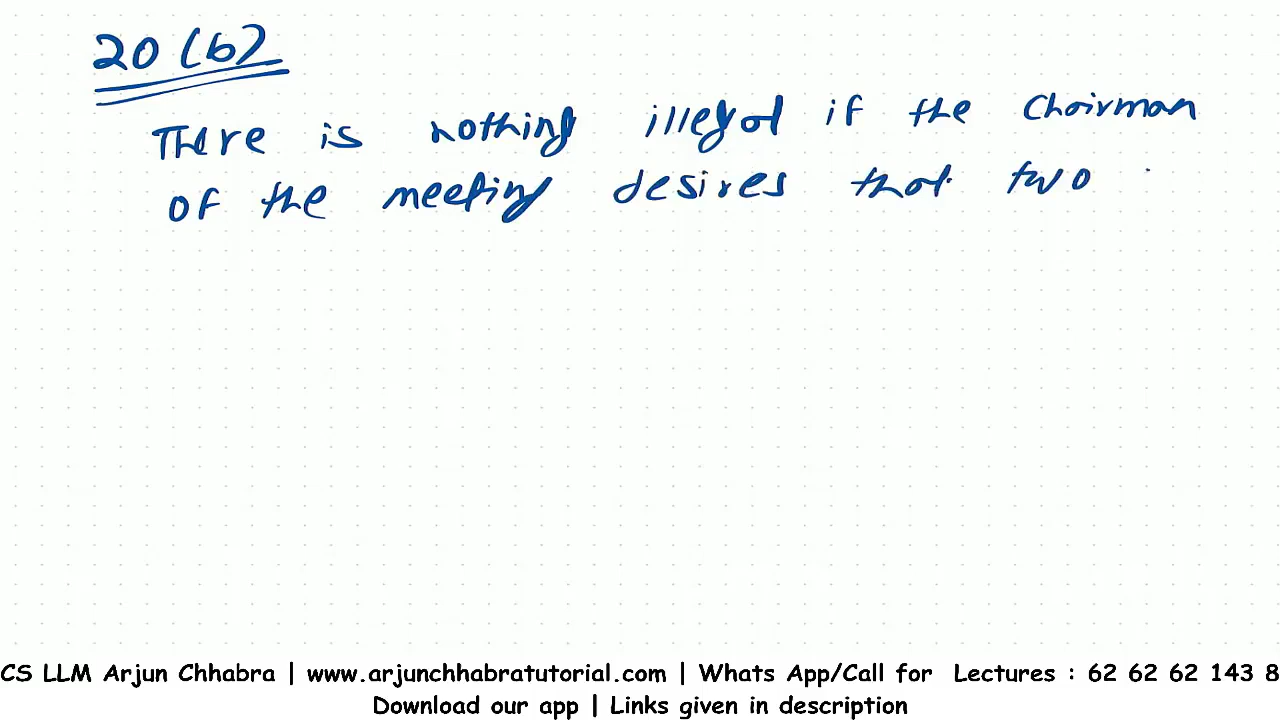 20 (b)
There is nothing illegal if the Chairman
of the meeting desires that two
CS LLM Arjun Chhabra | www.arjunchhabratutorial.com | Whats App/Call for Lectures : 62 62 62 143 8
Download our app | Links given in description